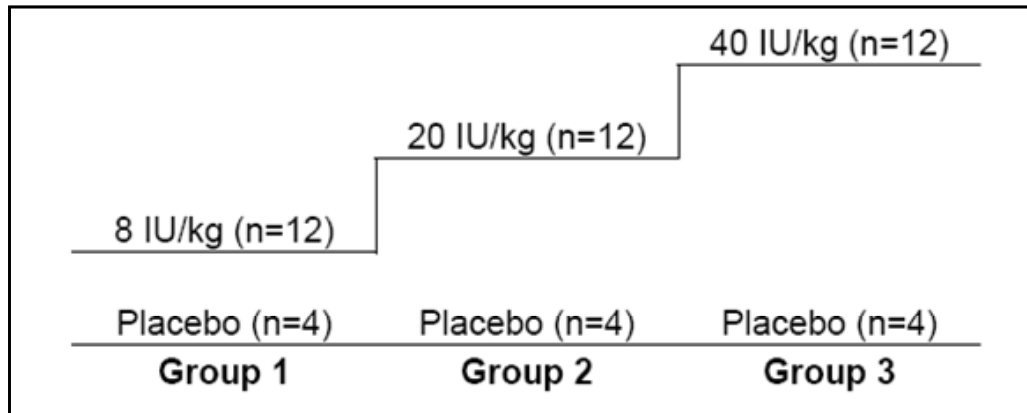 40 IU/kg (n=12)
20 IU/kg (n=12)
8 IU/kg (n=12)
Placebo (n=4) Placebo (n=4) Placebo (n=4)
Group 1 Group 2 Group 3